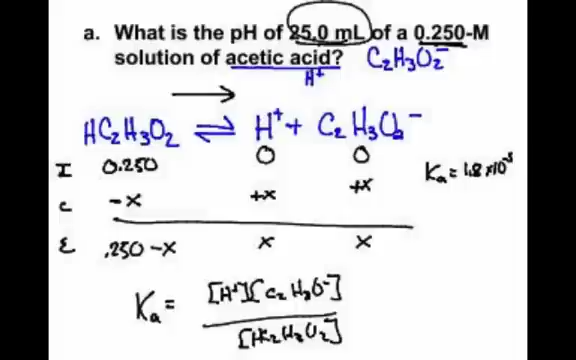 a. What is the pH of 25.0 mL of a 0.250-M
solution of acetic acid? C₂H₃O₂⁻
H⁺
HC₂H₃O₂ ⇌ H⁺ + C₂H₃O₂⁻
I 0.250 0 0
Ka = 1.8 x 10⁻⁵
C -x +x +x
E .250 -x x x
Ka = [H⁺][C₂H₃O⁻]
[HC₂H₃O₂]